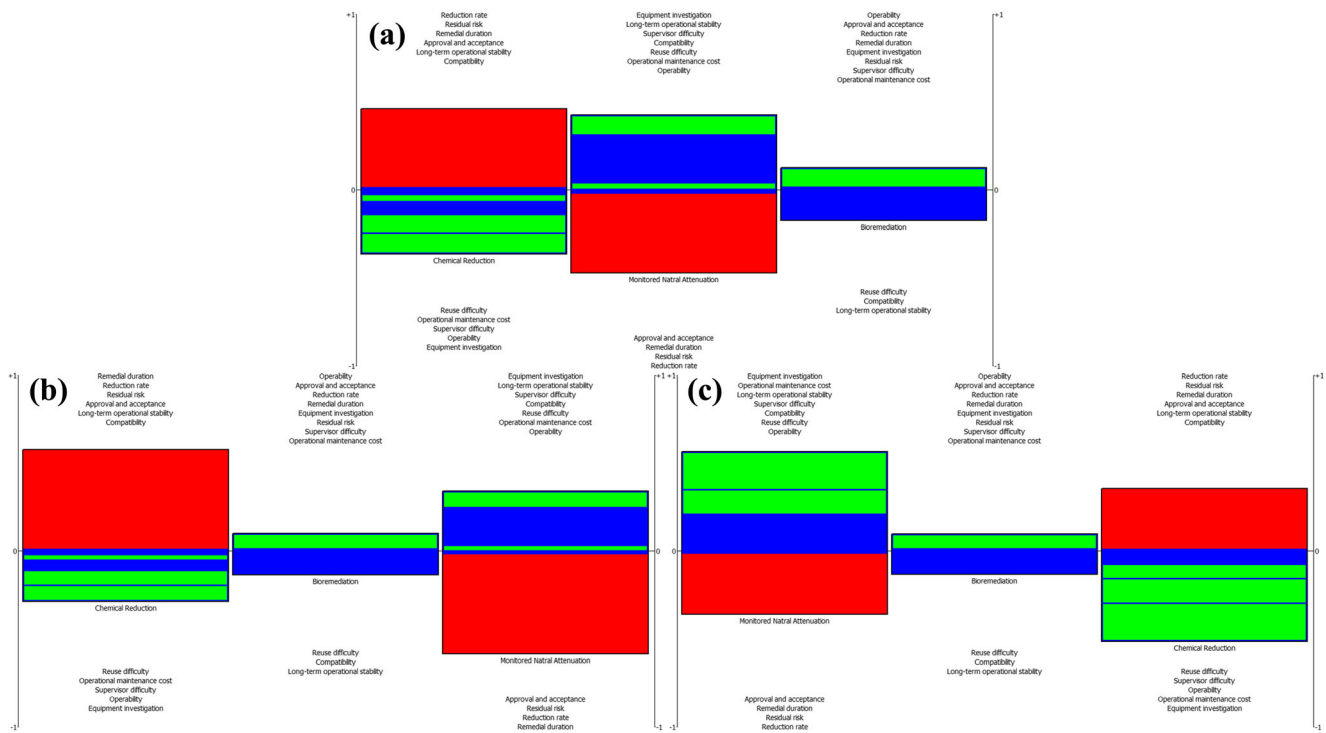 (a)
+1
0
-1
Reduction rate
Residual risk
Remedial duration
Approval and acceptance
Long-term operational stability
Compatibility
Chemical Reduction
Reuse difficulty
Operational maintenance cost
Supervisor difficulty
Operability
Equipment investigation
Equipment investigation
Long-term operational stability
Supervisor difficulty
Compatibility
Reuse difficulty
Operational maintenance cost
Operability
Monitored Natral Attenuation
Approval and acceptance
Remedial duration
Residual risk
Reduction rate
Operability
Approval and acceptance
Reduction rate
Remedial duration
Equipment investigation
Residual risk
Supervisor difficulty
Operational maintenance cost
Bioremediation
Reuse difficulty
Compatibility
Long-term operational stability
+1
0
-1
(b)
+1
0
-1
Remedial duration
Reduction rate
Residual risk
Approval and acceptance
Long-term operational stability
Compatibility
Chemical Reduction
Reuse difficulty
Operational maintenance cost
Supervisor difficulty
Operability
Equipment investigation
Operability
Approval and acceptance
Reduction rate
Remedial duration
Equipment investigation
Residual risk
Supervisor difficulty
Operational maintenance cost
Bioremediation
Reuse difficulty
Compatibility
Long-term operational stability
Equipment investigation
Long-term operational stability
Supervisor difficulty
Compatibility
Reuse difficulty
Operational maintenance cost
Operability
Monitored Natral Attenuation
Approval and acceptance
Residual risk
Reduction rate
Remedial duration
+1
0
-1
(c)
+1
0
-1
Equipment investigation
Operational maintenance cost
Long-term operational stability
Supervisor difficulty
Compatibility
Reuse difficulty
Operability
Monitored Natral Attenuation
Approval and acceptance
Remedial duration
Residual risk
Reduction rate
Operability
Approval and acceptance
Reduction rate
Remedial duration
Equipment investigation
Residual risk
Supervisor difficulty
Operational maintenance cost
Bioremediation
Reuse difficulty
Compatibility
Long-term operational stability
Reduction rate
Residual risk
Remedial duration
Approval and acceptance
Long-term operational stability
Compatibility
Chemical Reduction
Reuse difficulty
Supervisor difficulty
Operability
Operational maintenance cost
Equipment investigation
+1
0
-1